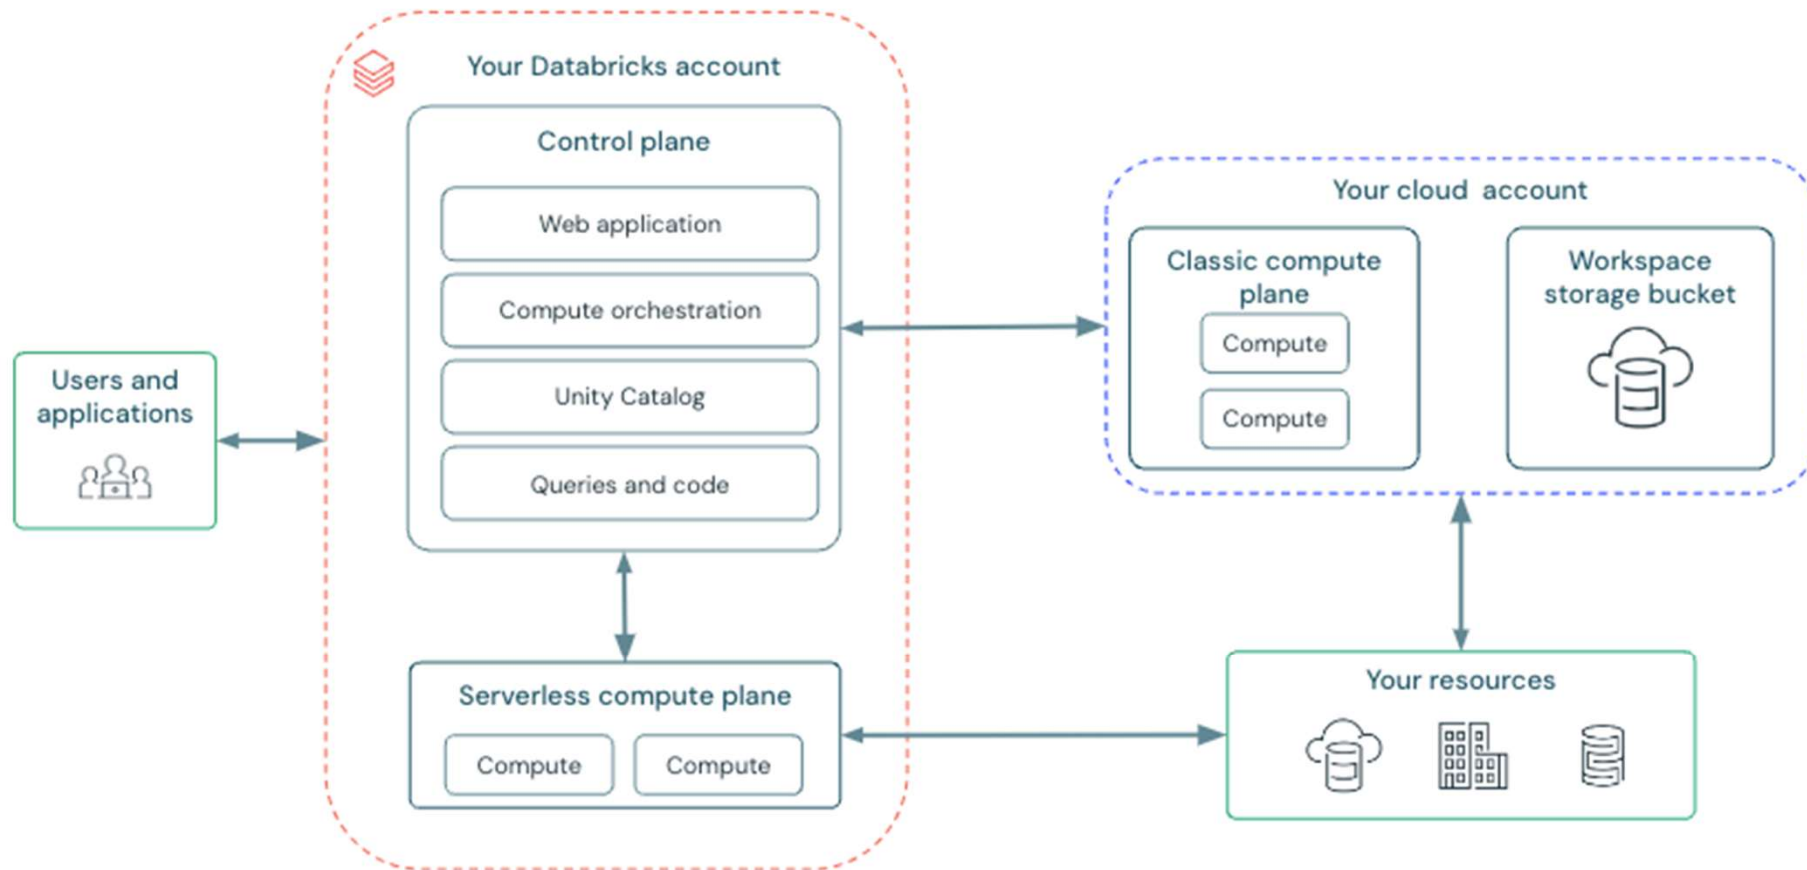 Your Databricks account
Control plane
Web application
Compute orchestration
Unity Catalog
Queries and code
Users and
applications
Serverless compute plane
Compute
Compute
Your cloud account
Classic compute
plane
Compute
Compute
Workspace
storage bucket
Your resources